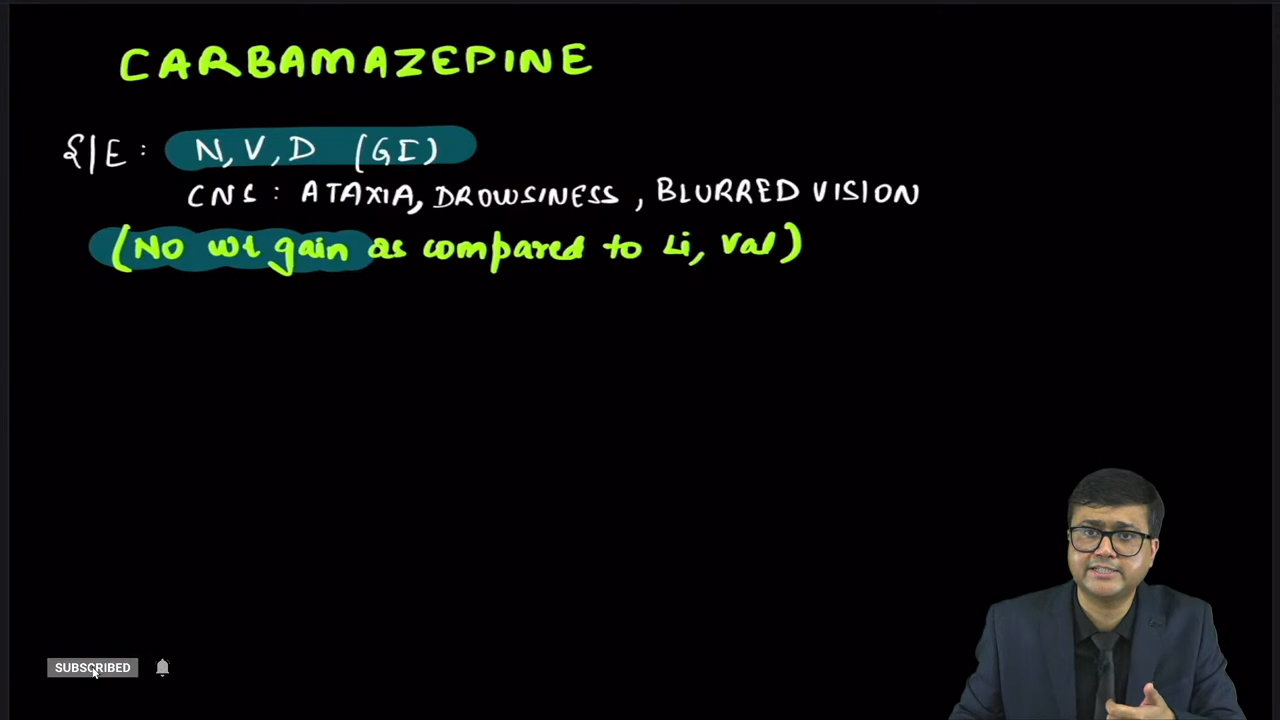 CARBAMAZEPINE
S/E : N, V, D (GI)
CNS : ATAXIA, DROWSINESS, BLURRED VISION
(No wt gain as compared to Li, Val)
SUBSCRIBED